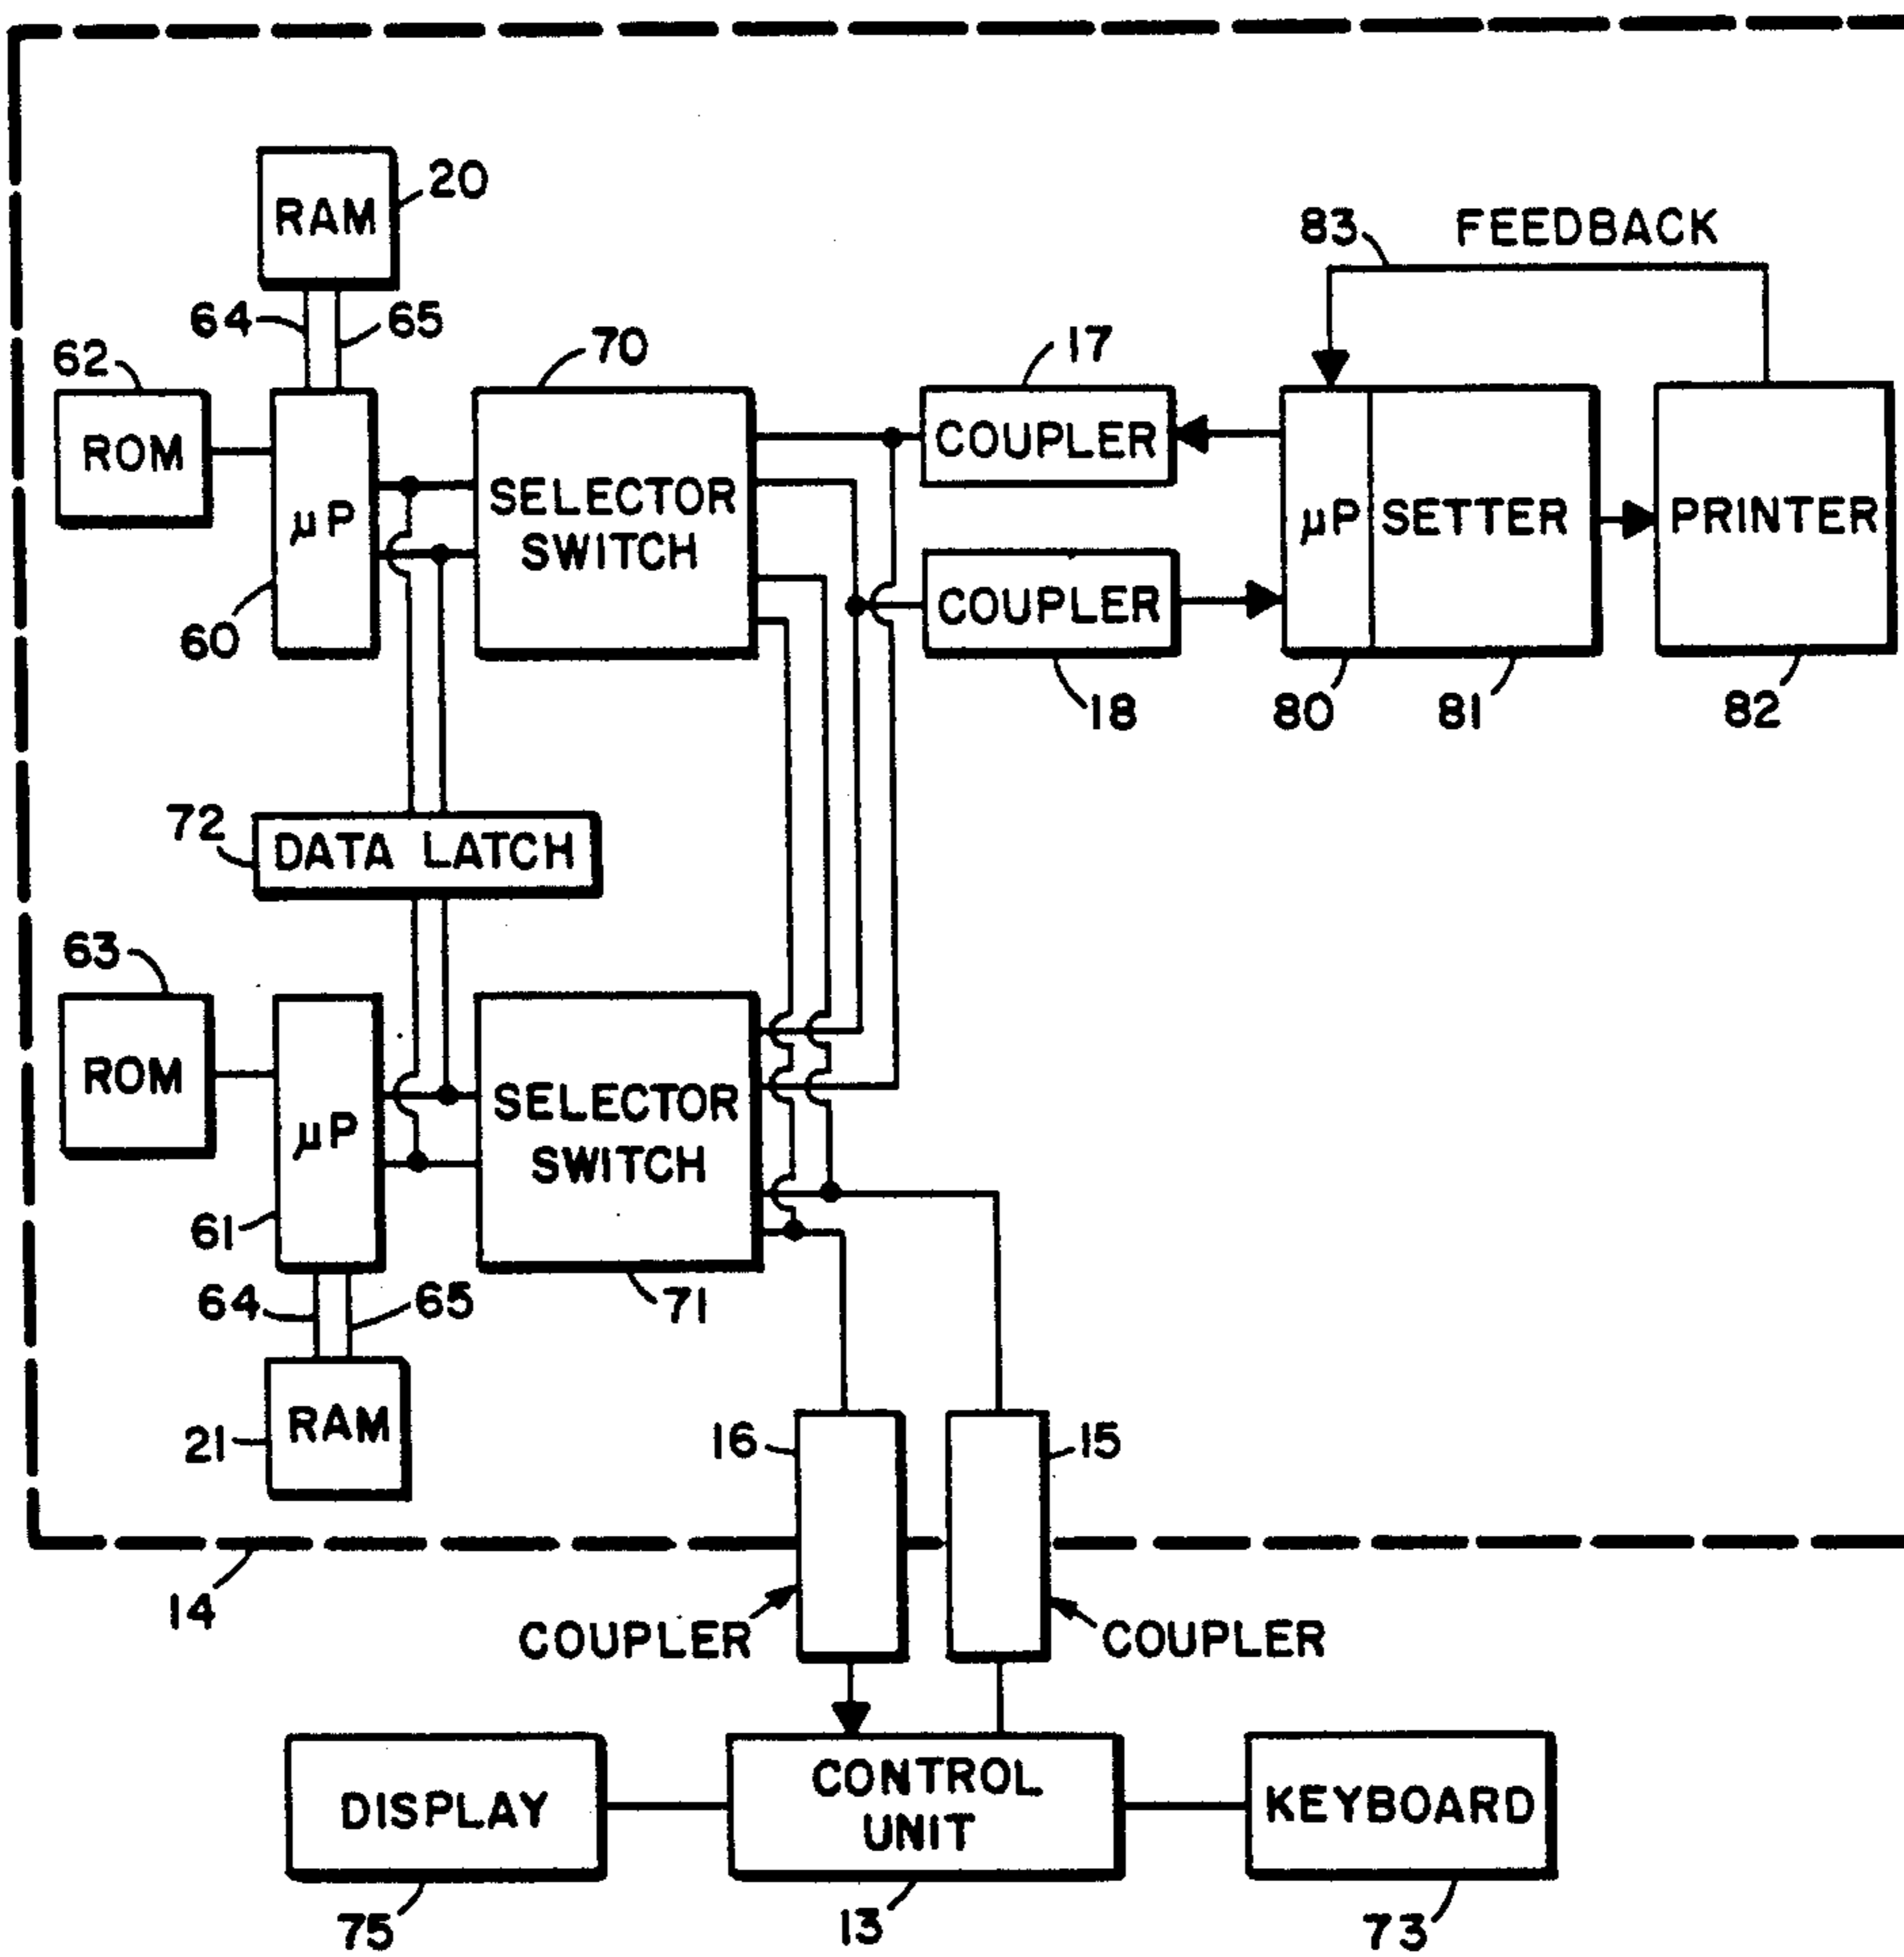 RAM
20
83
FEEDBACK
64
65
62
70
17
ROM
µP
SELECTOR
SWITCH
COUPLER
µP
SETTER
PRINTER
60
COUPLER
18
80
81
82
72
DATA LATCH
63
ROM
µP
SELECTOR
SWITCH
61
64
65
71
21
RAM
16
15
14
COUPLER
COUPLER
DISPLAY
CONTROL
UNIT
KEYBOARD
75
13
73